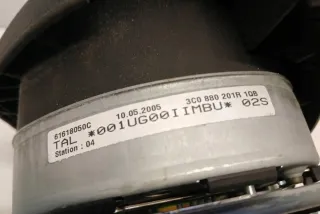 61618050C 10.05.2005 3C0 880 201R 1QB
TAL *001UG00IIMBU* 02S
Station : 04